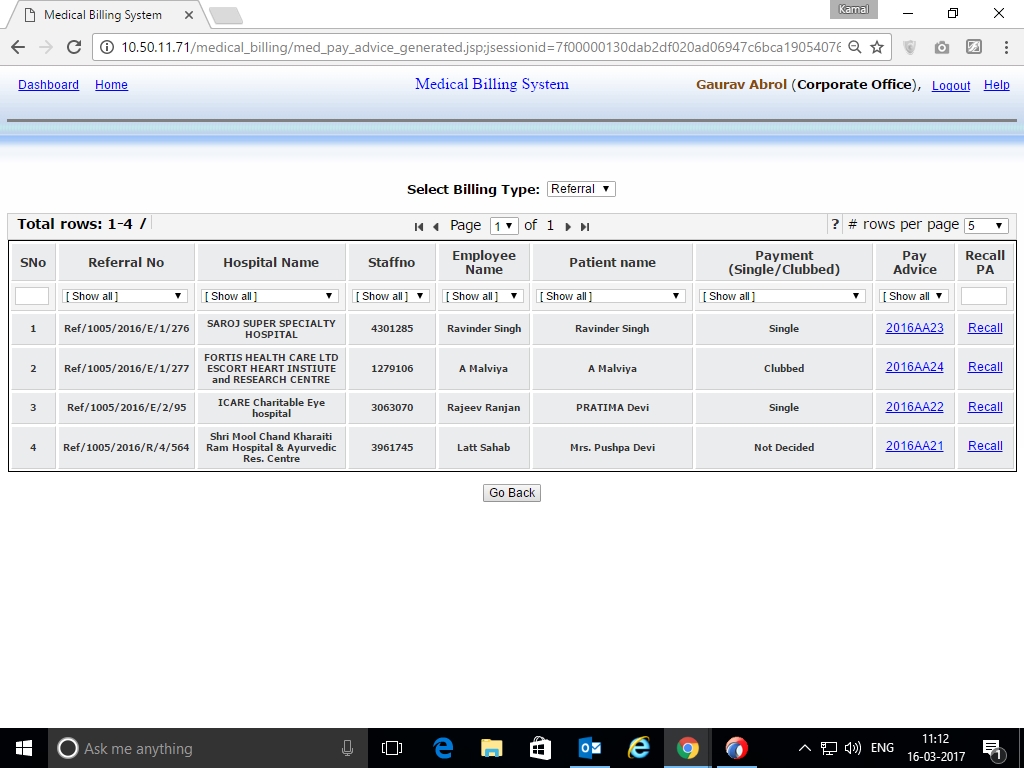 Medical Billing System
Kamal
10.50.11.71/medical_billing/med_pay_advice_generated.jsp;jsessionid=7f00000130dab2df020ad06947c6bca19054076
Dashboard Home Medical Billing System Gaurav Abrol (Corporate Office), Logout Help
Select Billing Type: Referral
Total rows: 1-4 / Page 1 of 1 ? # rows per page 5
SNo Referral No Hospital Name Staffno Employee Name Patient name Payment (Single/Clubbed) Pay Advice Recall PA
[ Show all ] [ Show all ] [ Show all ] [ Show all ] [ Show all ] [ Show all ] [ Show all
1 Ref/1005/2016/E/1/276 SAROJ SUPER SPECIALTY HOSPITAL 4301285 Ravinder Singh Ravinder Singh Single 2016AA23 Recall
2 Ref/1005/2016/E/1/277 FORTIS HEALTH CARE LTD ESCORT HEART INSTIUTE and RESEARCH CENTRE 1279106 A Malviya A Malviya Clubbed 2016AA24 Recall
3 Ref/1005/2016/E/2/95 ICARE Charitable Eye hospital 3063070 Rajeev Ranjan PRATIMA Devi Single 2016AA22 Recall
4 Ref/1005/2016/R/4/564 Shri Mool Chand Kharaiti Ram Hospital & Ayurvedic Res. Centre 3961745 Latt Sahab Mrs. Pushpa Devi Not Decided 2016AA21 Recall
Go Back
Ask me anything
ENG
11:12
16-03-2017
1